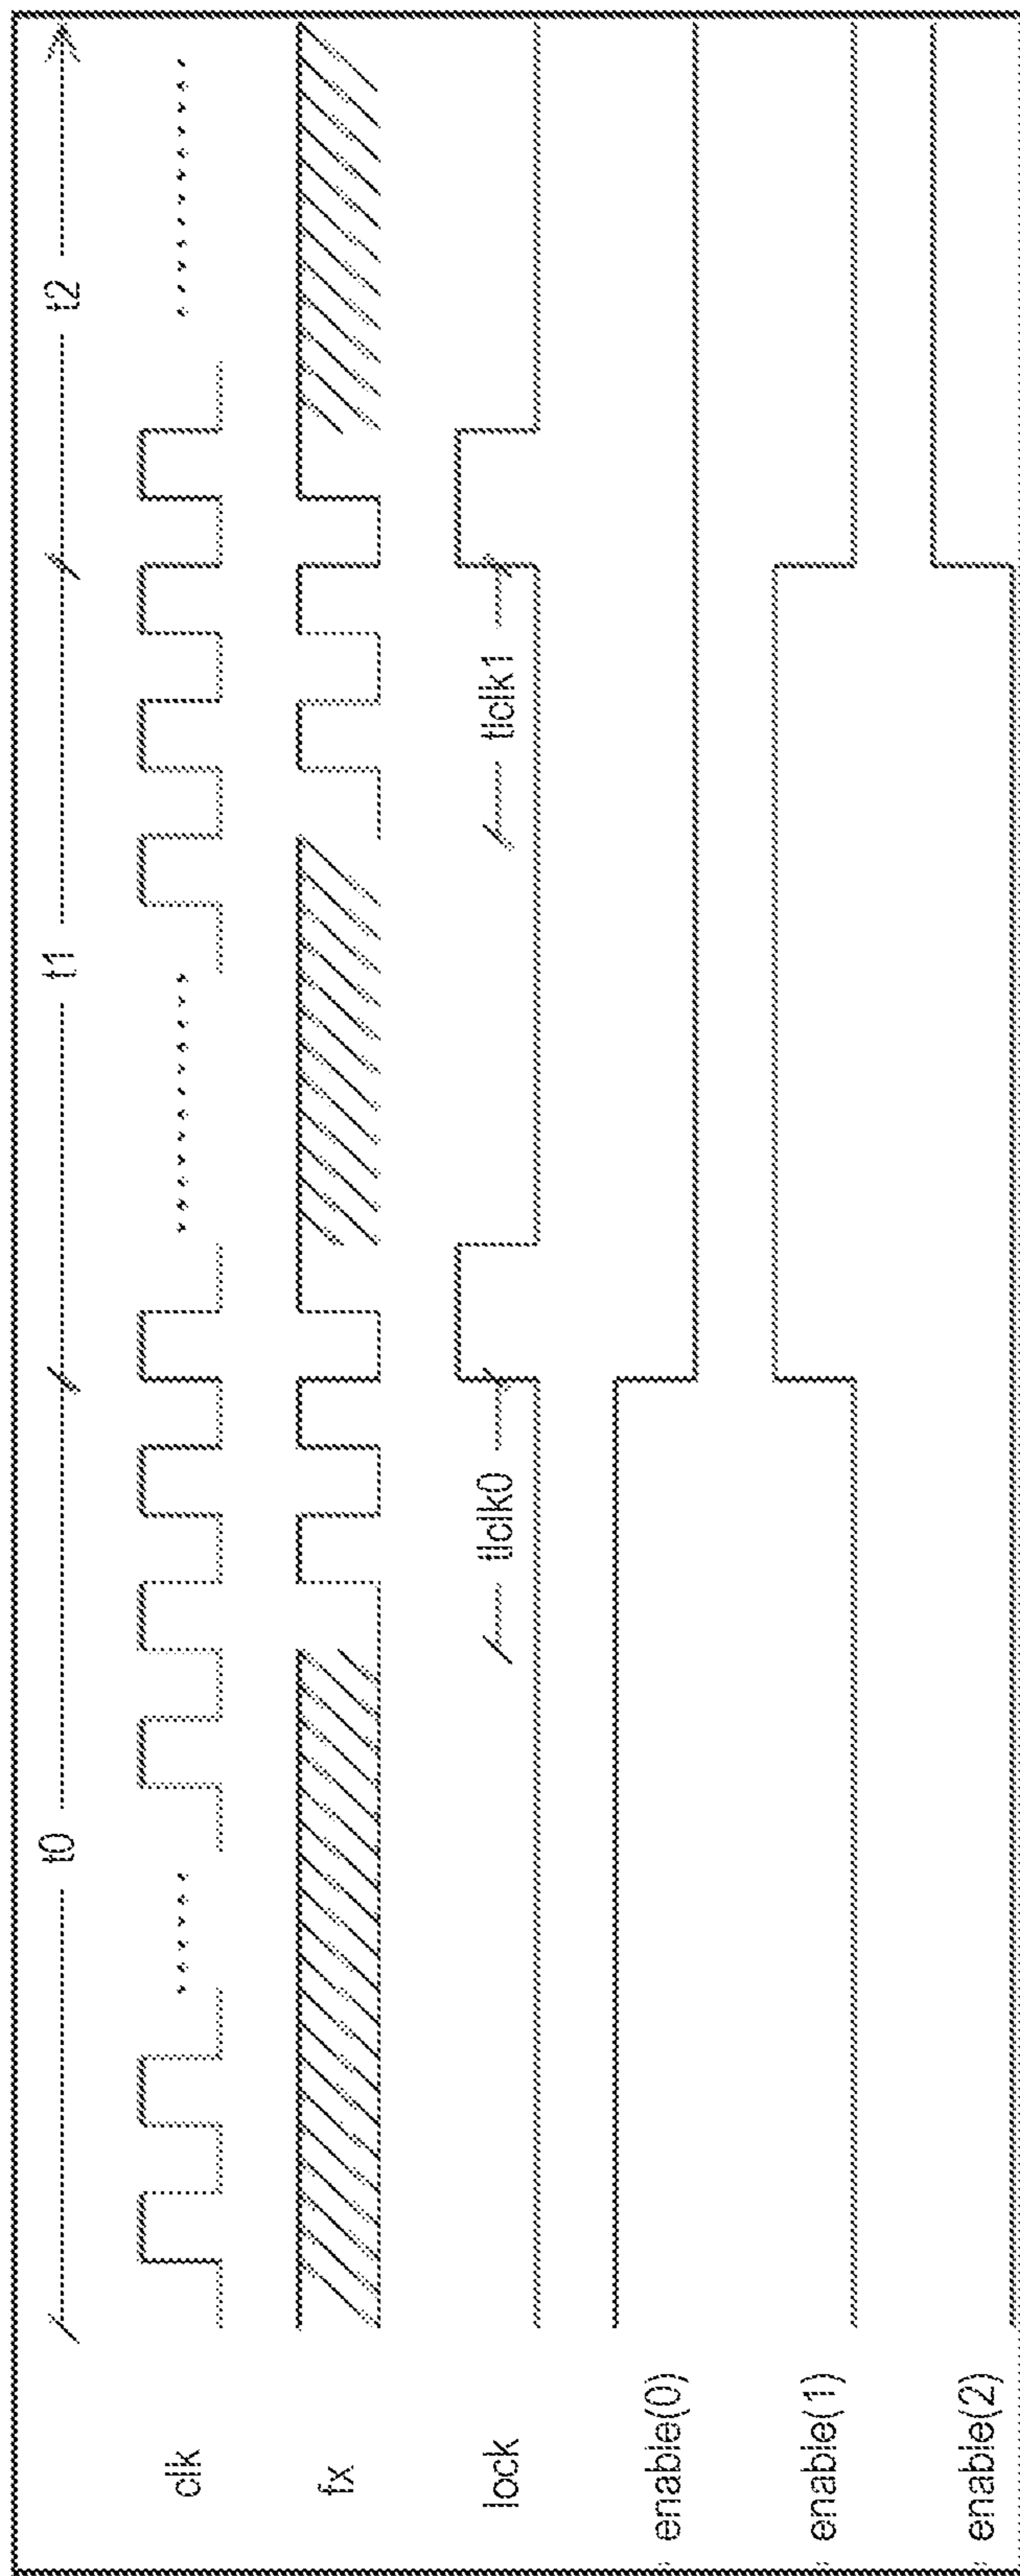 t0
t1
t2
clk
fx
lock
tlclk0
tlclk1
enable(0)
enable(1)
enable(2)